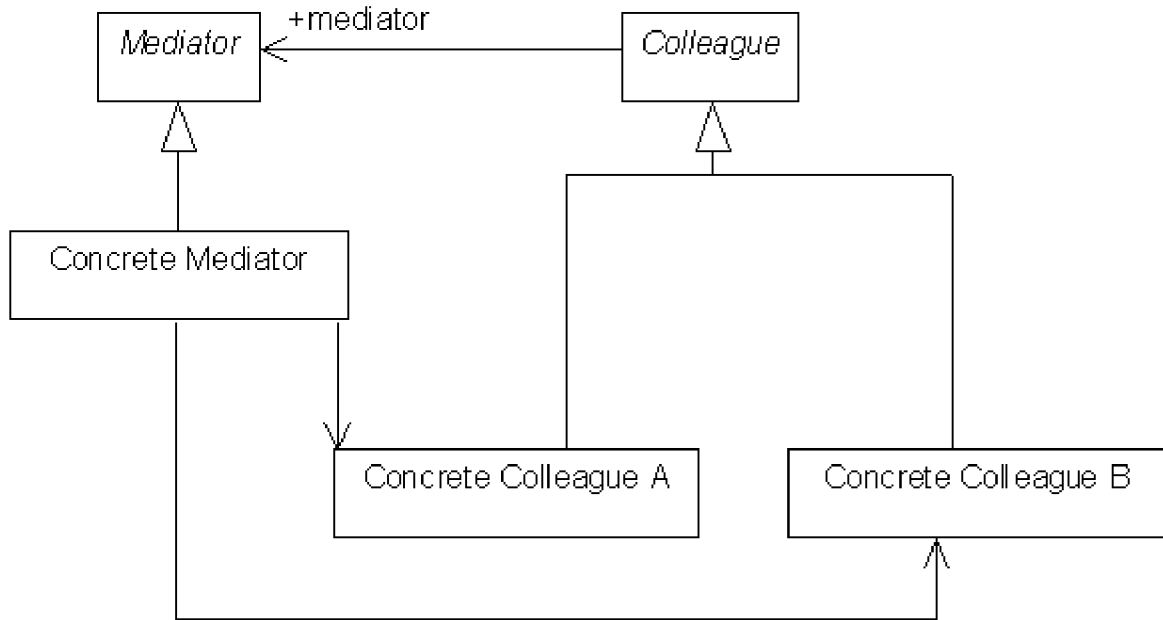 Mediator
+mediator
Colleague
Concrete Mediator
Concrete Colleague A
Concrete Colleague B